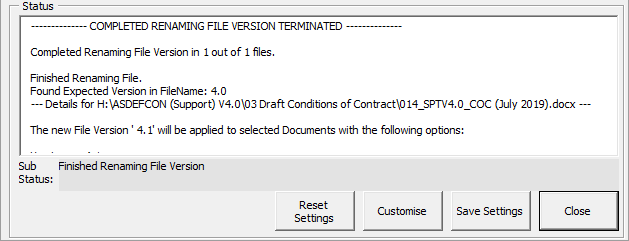 Status
-------------- COMPLETED RENAMING FILE VERSION TERMINATED --------------
Completed Renaming File Version in 1 out of 1 files.
Finished Renaming File.
Found Expected Version in FileName: 4.0
--- Details for H:\ASDEFCON (Support) V4.0\03 Draft Conditions of Contract\014_SPTV4.0_COC (July 2019).docx ---
The new File Version ' 4.1' will be applied to selected Documents with the following options:
Sub Status:
Finished Renaming File Version
Reset Settings
Customise
Save Settings
Close